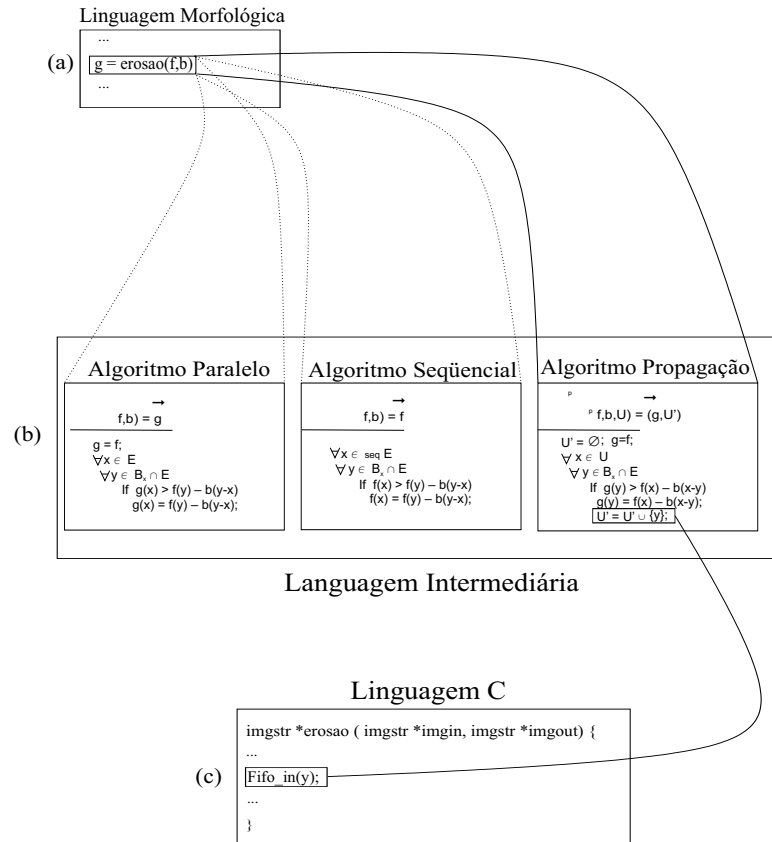 Linguagem Morfológica
...
(a)
g = erosao(f,b)
...
Algoritmo Paralelo
f,b) = g
g = f;
∀x ∈ E
∀y ∈ Bx ∩ E
If g(x) > f(y) – b(y-x)
g(x) = f(y) – b(y-x);
Algoritmo Seqüencial
f,b) = f
∀x ∈ seq E
∀y ∈ Bx ∩ E
If f(x) > f(y) – b(y-x)
f(x) = f(y) – b(y-x);
Algoritmo Propagação
p
p f,b,U) = (g,U')
U' = ∅; g=f;
∀ x ∈ U
∀ y ∈ Bx ∩ E
If g(y) > f(x) – b(x-y)
g(y) = f(x) – b(x-y);
U' = U' ∪ {y};
(b)
Languagem Intermediária
Linguagem C
imgstr *erosao ( imgstr *imgin, imgstr *imgout) {
...
(c)
Fifo_in(y);
...
}